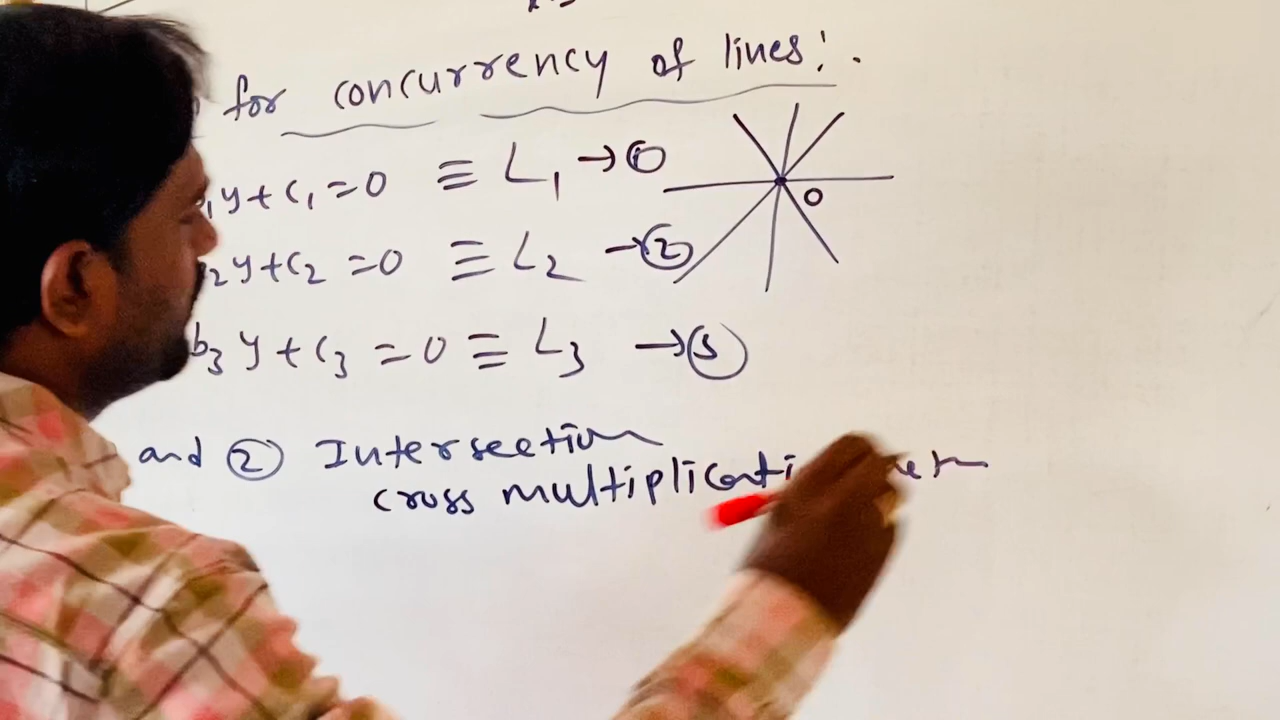 for concurrency of lines:.
y+c₁=0 ≡ L₁ →①
₂y+c₂ =0 ≡ L₂ →②
b₃y+c₃ =0 ≡ L₃ →③
O
and ② Intersection
cross multiplicati